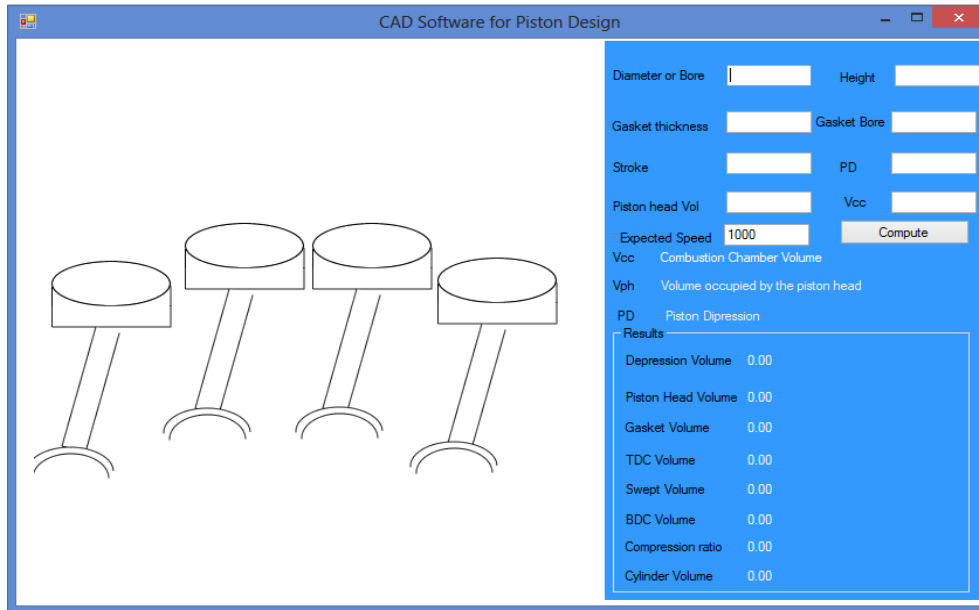 CAD Software for Piston Design
Diameter or Bore Height
Gasket thickness Gasket Bore
Stroke PD
Piston head Vol Vcc
Expected Speed 1000 Compute
Vcc Combustion Chamber Volume
Vph Volume occupied by the piston head
PD Piston Dipression
Results
Depression Volume 0.00
Piston Head Volume 0.00
Gasket Volume 0.00
TDC Volume 0.00
Swept Volume 0.00
BDC Volume 0.00
Compression ratio 0.00
Cylinder Volume 0.00